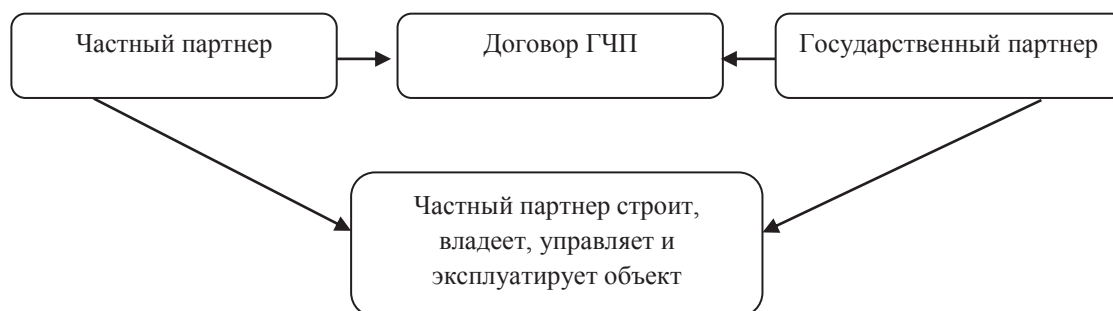 Частный партнер
Договор ГЧП
Государственный партнер
Частный партнер строит,
владеет, управляет и
эксплуатирует объект